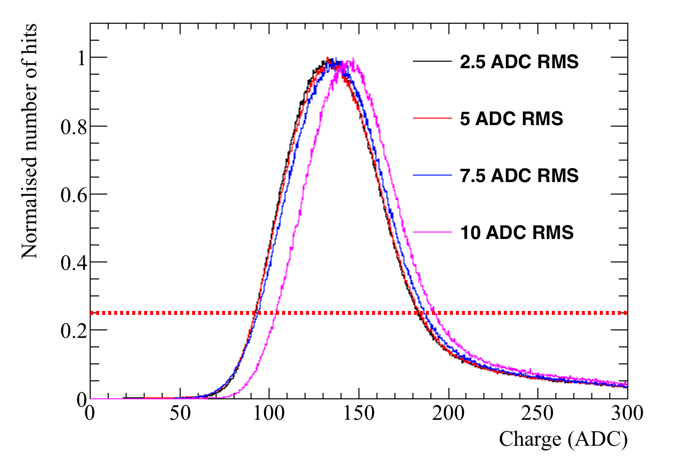 Normalised number of hits
1
0.8
0.6
0.4
0.2
0
0 50 100 150 200 250 300
Charge (ADC)
2.5 ADC RMS
5 ADC RMS
7.5 ADC RMS
10 ADC RMS